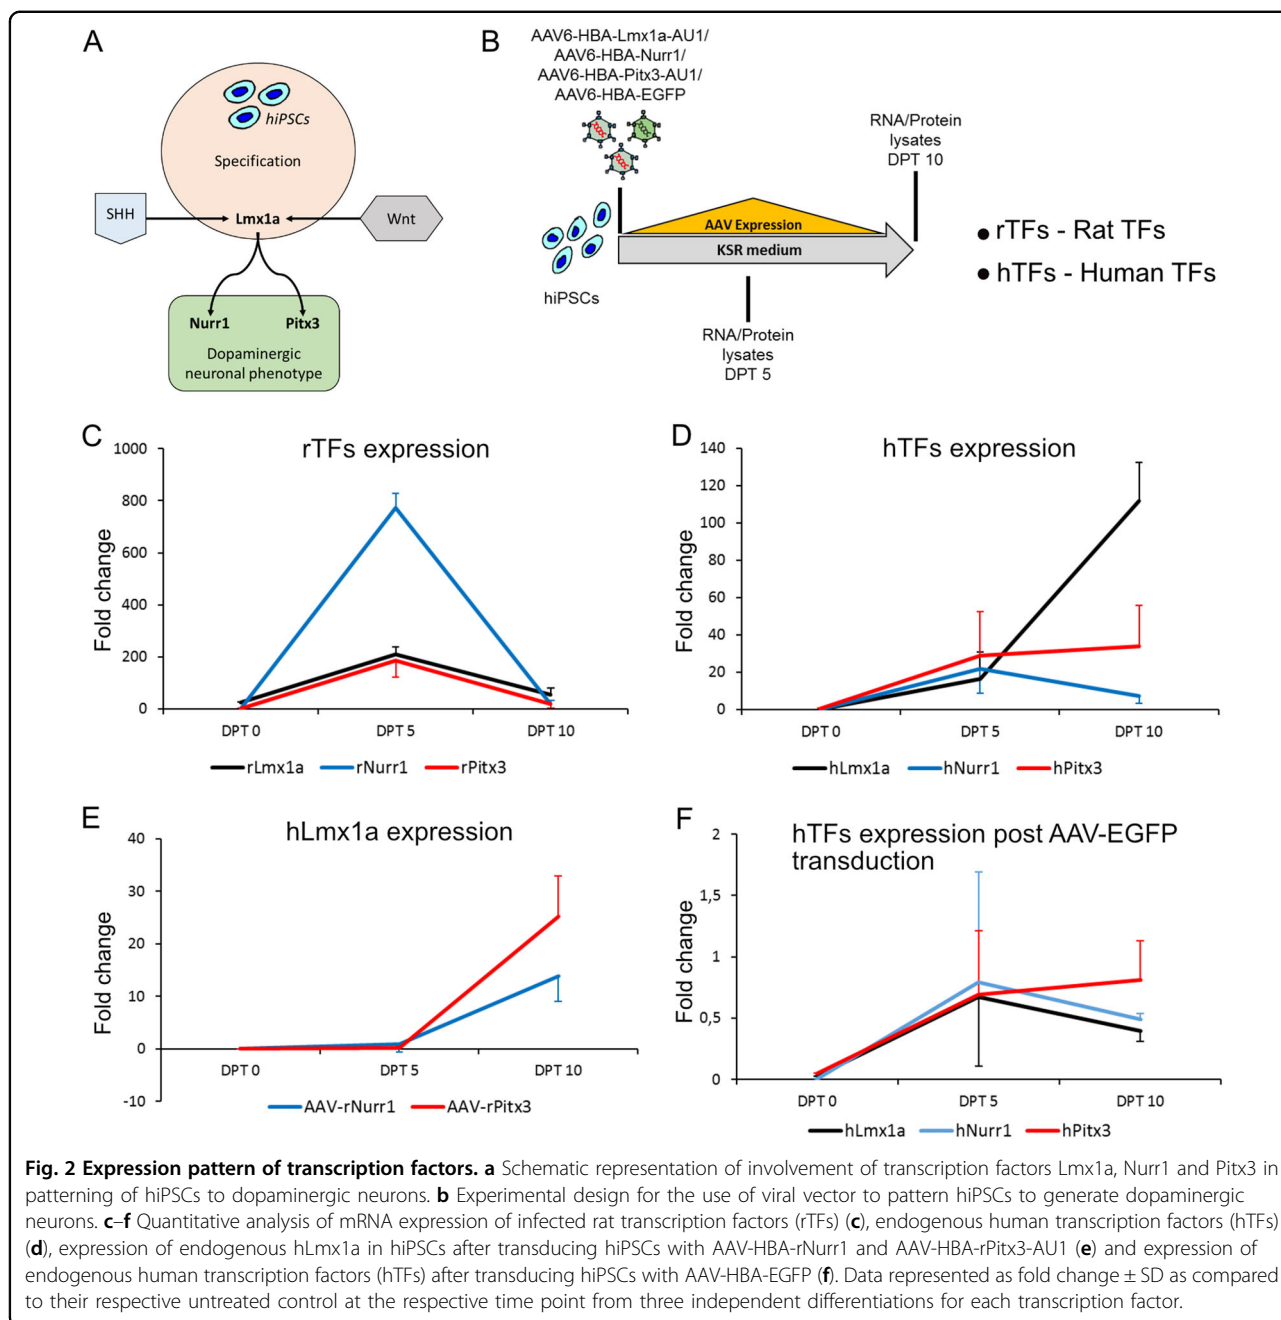 A
hiPSCs
Specification
SHH
Lmx1a
Wnt
Nurr1
Pitx3
Dopaminergic
neuronal phenotype
B
AAV6-HBA-Lmx1a-AU1/
AAV6-HBA-Nurr1/
AAV6-HBA-Pitx3-AU1/
AAV6-HBA-EGFP
RNA/Protein
lysates
DPT 10
AAV Expression
KSR medium
hiPSCs
RNA/Protein
lysates
DPT 5
● rTFs - Rat TFs
● hTFs - Human TFs
C
rTFs expression
Fold change
1000
800
600
400
200
0
DPT 0
DPT 5
DPT 10
rLmx1a
rNurr1
rPitx3
D
hTFs expression
Fold change
140
120
100
80
60
40
20
0
DPT 0
DPT 5
DPT 10
hLmx1a
hNurr1
hPitx3
E
hLmx1a expression
Fold change
40
30
20
10
0
-10
DPT 0
DPT 5
DPT 10
AAV-rNurr1
AAV-rPitx3
F
hTFs expression post AAV-EGFP
transduction
Fold change
2
1,5
1
0,5
0
DPT 0
DPT 5
DPT 10
hLmx1a
hNurr1
hPitx3
Fig. 2 Expression pattern of transcription factors. a Schematic representation of involvement of transcription factors Lmx1a, Nurr1 and Pitx3 in
patterning of hiPSCs to dopaminergic neurons. b Experimental design for the use of viral vector to pattern hiPSCs to generate dopaminergic
neurons. c–f Quantitative analysis of mRNA expression of infected rat transcription factors (rTFs) (c), endogenous human transcription factors (hTFs)
(d), expression of endogenous hLmx1a in hiPSCs after transducing hiPSCs with AAV-HBA-rNurr1 and AAV-HBA-rPitx3-AU1 (e) and expression of
endogenous human transcription factors (hTFs) after transducing hiPSCs with AAV-HBA-EGFP (f). Data represented as fold change ± SD as compared
to their respective untreated control at the respective time point from three independent differentiations for each transcription factor.